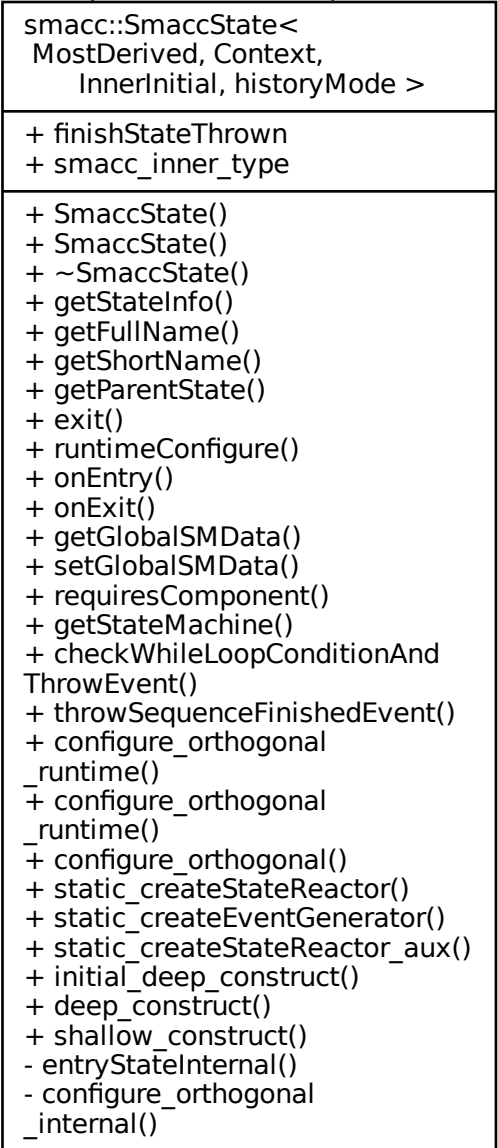 smacc::SmaccState<
MostDerived, Context,
InnerInitial, historyMode >
+ finishStateThrown
+ smacc_inner_type
+ SmaccState()
+ SmaccState()
+ ~SmaccState()
+ getStateInfo()
+ getFullName()
+ getShortName()
+ getParentState()
+ exit()
+ runtimeConfigure()
+ onEntry()
+ onExit()
+ getGlobalSMData()
+ setGlobalSMData()
+ requiresComponent()
+ getStateMachine()
+ checkWhileLoopConditionAnd
ThrowEvent()
+ throwSequenceFinishedEvent()
+ configure_orthogonal
_runtime()
+ configure_orthogonal
_runtime()
+ configure_orthogonal()
+ static_createStateReactor()
+ static_createEventGenerator()
+ static_createStateReactor_aux()
+ initial_deep_construct()
+ deep_construct()
+ shallow_construct()
- entryStateInternal()
- configure_orthogonal
_internal()